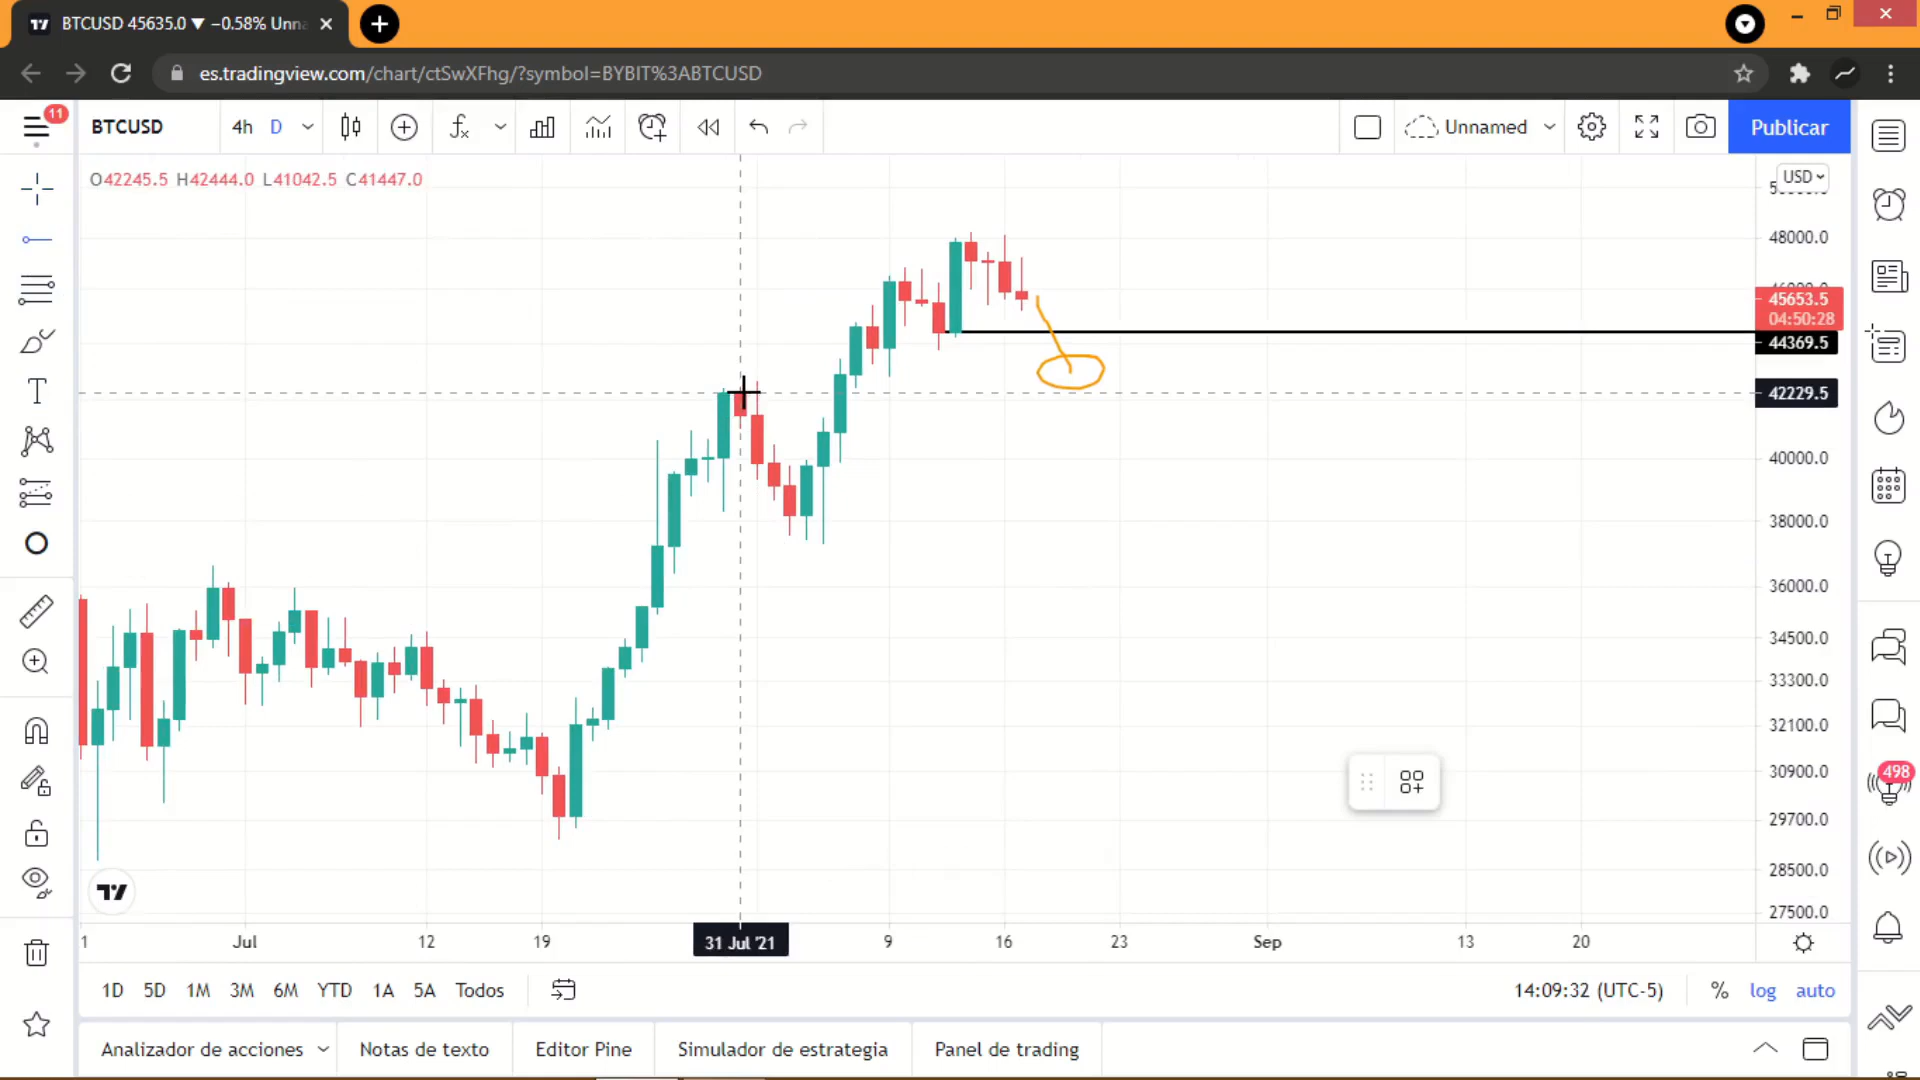 BTCUSD 45635.0 ▼ −0.58% Unn
es.tradingview.com/chart/ctSwXFhg/?symbol=BYBIT%3ABTCUSD
11
BTCUSD
4h D
Unnamed
Publicar
O42245.5 H42444.0 L41042.5 C41447.0
USD
48000.0
45653.5
04:50:28
44369.5
42229.5
40000.0
38000.0
36000.0
34500.0
33300.0
32100.0
30900.0
29700.0
28500.0
27500.0
498
1 Jul 12 19 31 Jul '21 9 16 23 Sep 13 20
1D 5D 1M 3M 6M YTD 1A 5A Todos
14:09:32 (UTC-5) % log auto
Analizador de acciones Notas de texto Editor Pine Simulador de estrategia Panel de trading